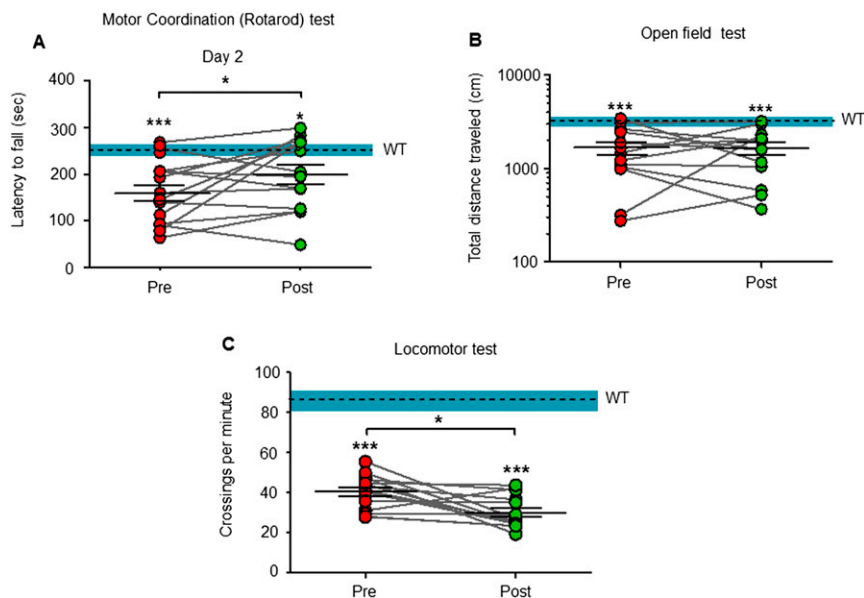 Motor Coordination (Rotarod) test
A
Day 2
Latency to fall (sec)
400
300
200
100
0
*
***
*
WT
Pre
Post
B
Open field test
Total distance traveled (cm)
10000
1000
100
***
***
WT
Pre
Post
C
Locomotor test
Crossings per minute
100
80
60
40
20
0
WT
*
***
***
Pre
Post